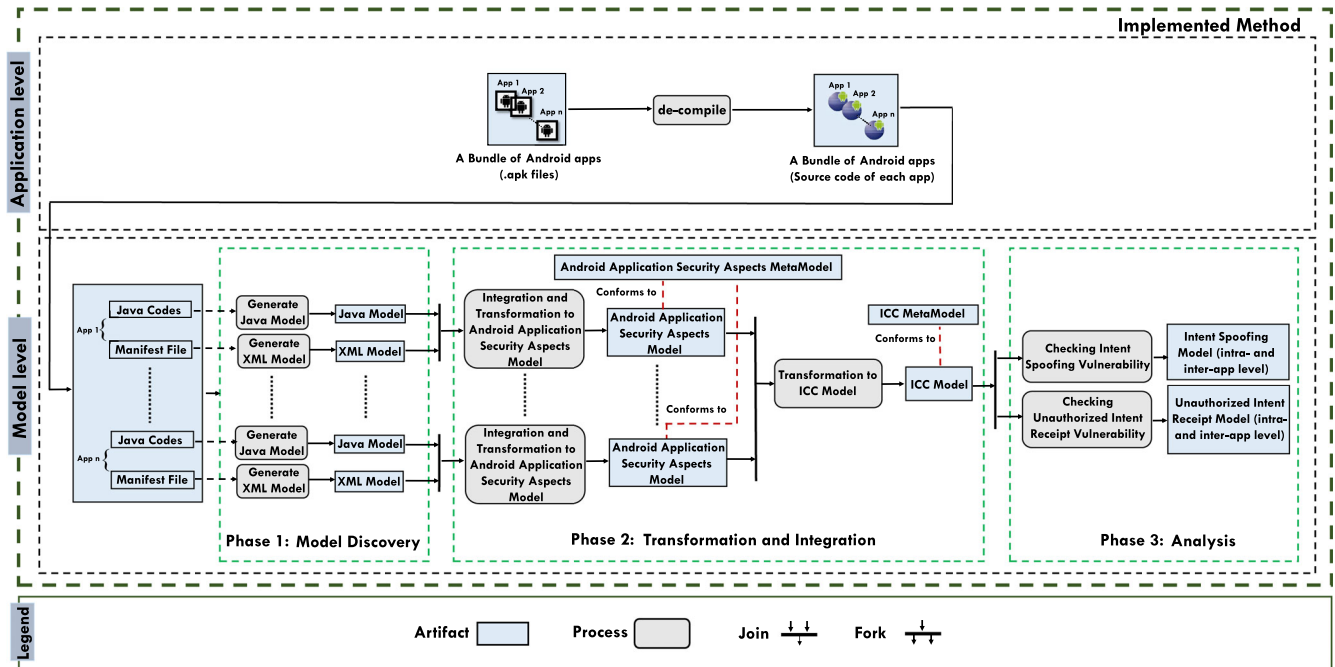 Implemented Method
Application level
App 1
App 2
App n
A Bundle of Android apps
(.apk files)
de-compile
App 1
App 2
App n
A Bundle of Android apps
(Source code of each app)
Model level
App 1
Java Codes
Manifest File
App n
Java Codes
Manifest File
Generate
Java Model
Java Model
Generate
XML Model
XML Model
Generate
Java Model
Java Model
Generate
XML Model
XML Model
Phase 1: Model Discovery
Android Application Security Aspects MetaModel
Conforms to
Integration and
Transformation to
Android Application
Security Aspects
Model
Android Application
Security Aspects
Model
Conforms to
Integration and
Transformation to
Android Application
Security Aspects
Model
Android Application
Security Aspects
Model
Transformation to
ICC Model
ICC MetaModel
Conforms to
ICC Model
Phase 2: Transformation and Integration
Checking Intent
Spoofing Vulnerability
Intent Spoofing
Model (intra- and
inter-app level)
Checking
Unauthorized Intent
Receipt Vulnerability
Unauthorized Intent
Receipt Model (intra-
and inter-app level)
Phase 3: Analysis
Legend
Artifact
Process
Join
Fork